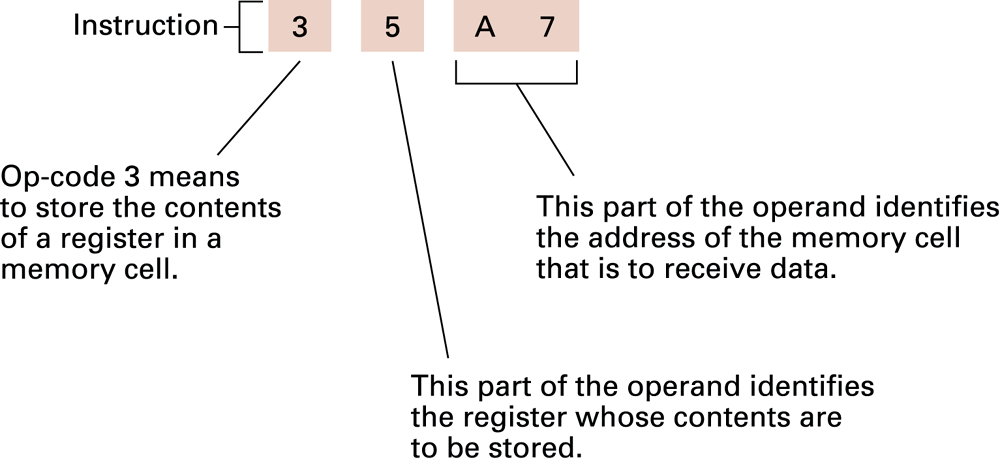 Instruction 3 5 A 7
Op-code 3 means
to store the contents
of a register in a
memory cell.
This part of the operand identifies
the address of the memory cell
that is to receive data.
This part of the operand identifies
the register whose contents are
to be stored.